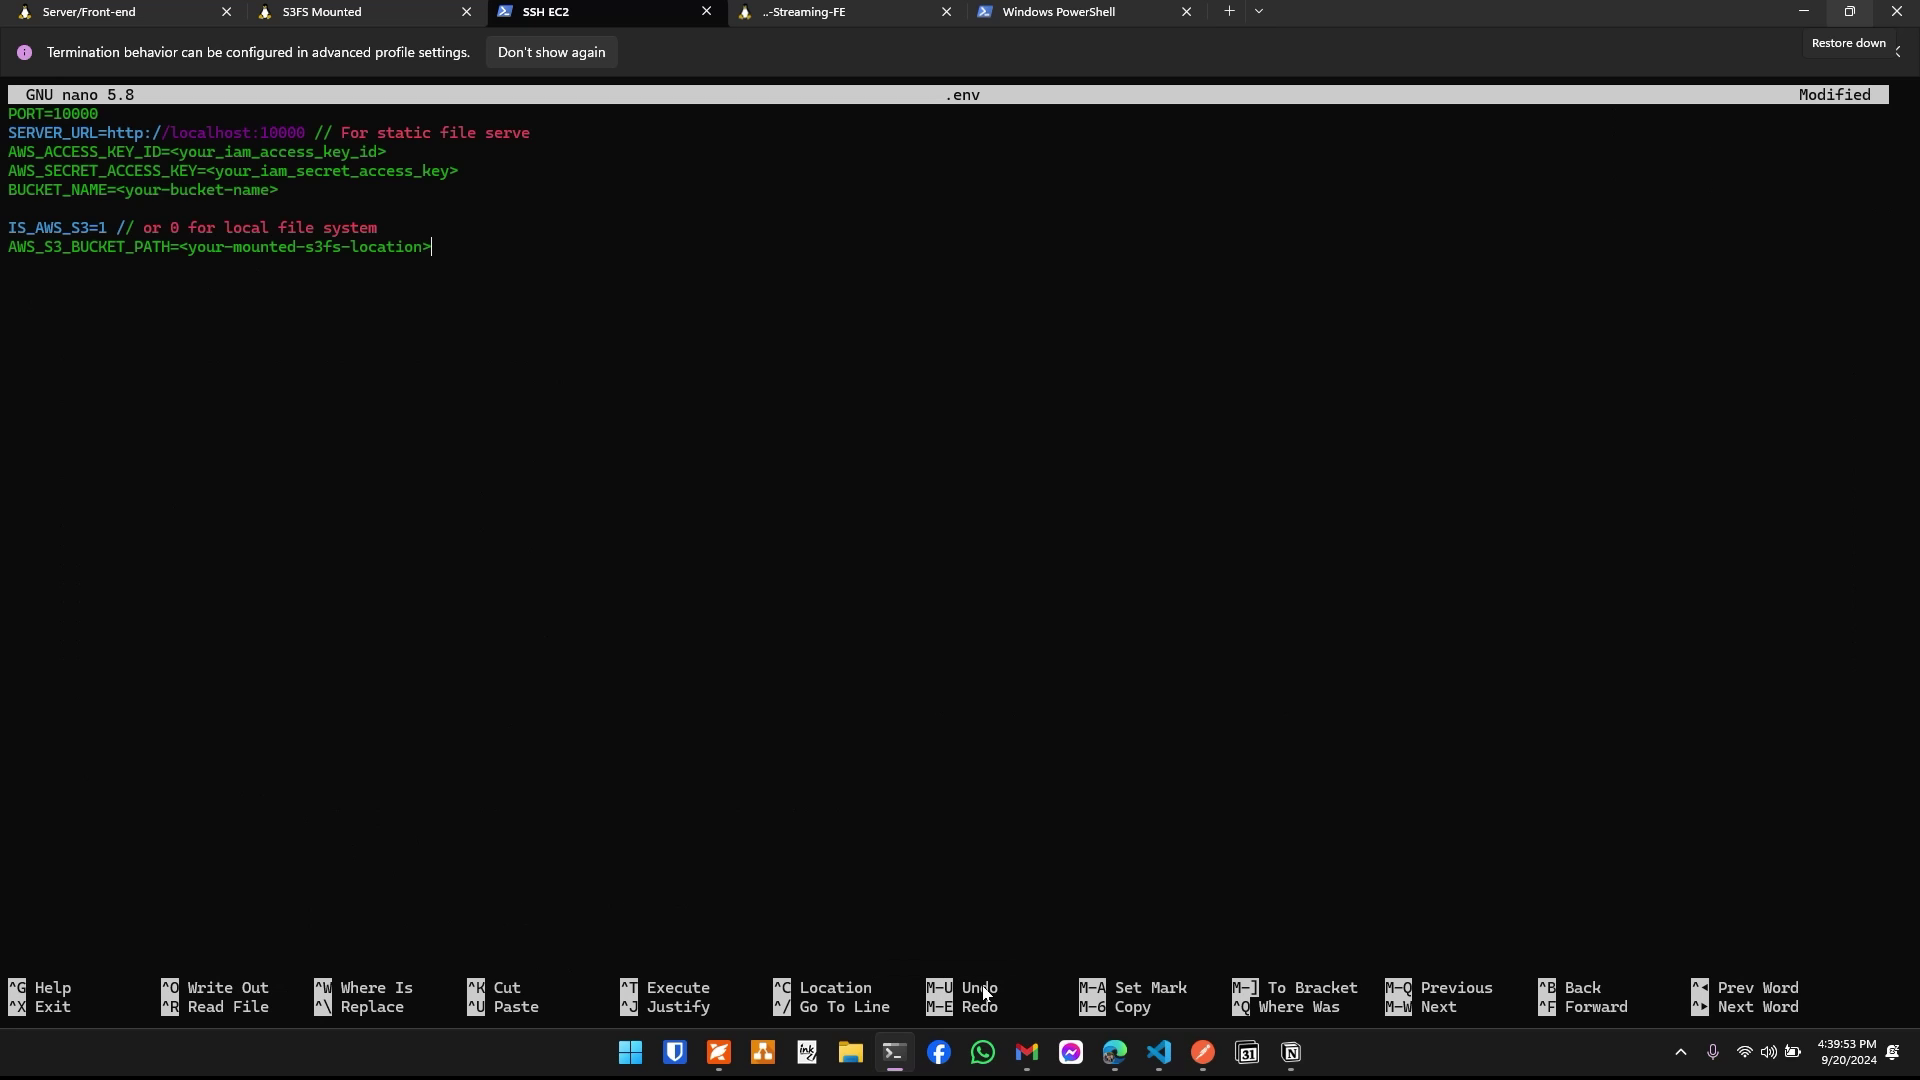 Server/Front-end
S3FS Mounted
SSH EC2
..-Streaming-FE
Windows PowerShell
Termination behavior can be configured in advanced profile settings.
Don't show again
Restore down
GNU nano 5.8 .env Modified
PORT=10000
SERVER_URL=http://localhost:10000 // For static file serve
AWS_ACCESS_KEY_ID=<your_iam_access_key_id>
AWS_SECRET_ACCESS_KEY=<your_iam_secret_access_key>
BUCKET_NAME=<your-bucket-name>
IS_AWS_S3=1 // or 0 for local file system
AWS_S3_BUCKET_PATH=<your-mounted-s3fs-location>
^G Help ^O Write Out ^W Where Is ^K Cut ^T Execute ^C Location M-U Undo M-A Set Mark M-] To Bracket M-Q Previous ^B Back ^◂ Prev Word
^X Exit ^R Read File ^\ Replace ^U Paste ^J Justify ^/ Go To Line M-E Redo M-6 Copy ^Q Where Was M-W Next ^F Forward ^▸ Next Word
ink
31
N
4:39:53 PM
9/20/2024